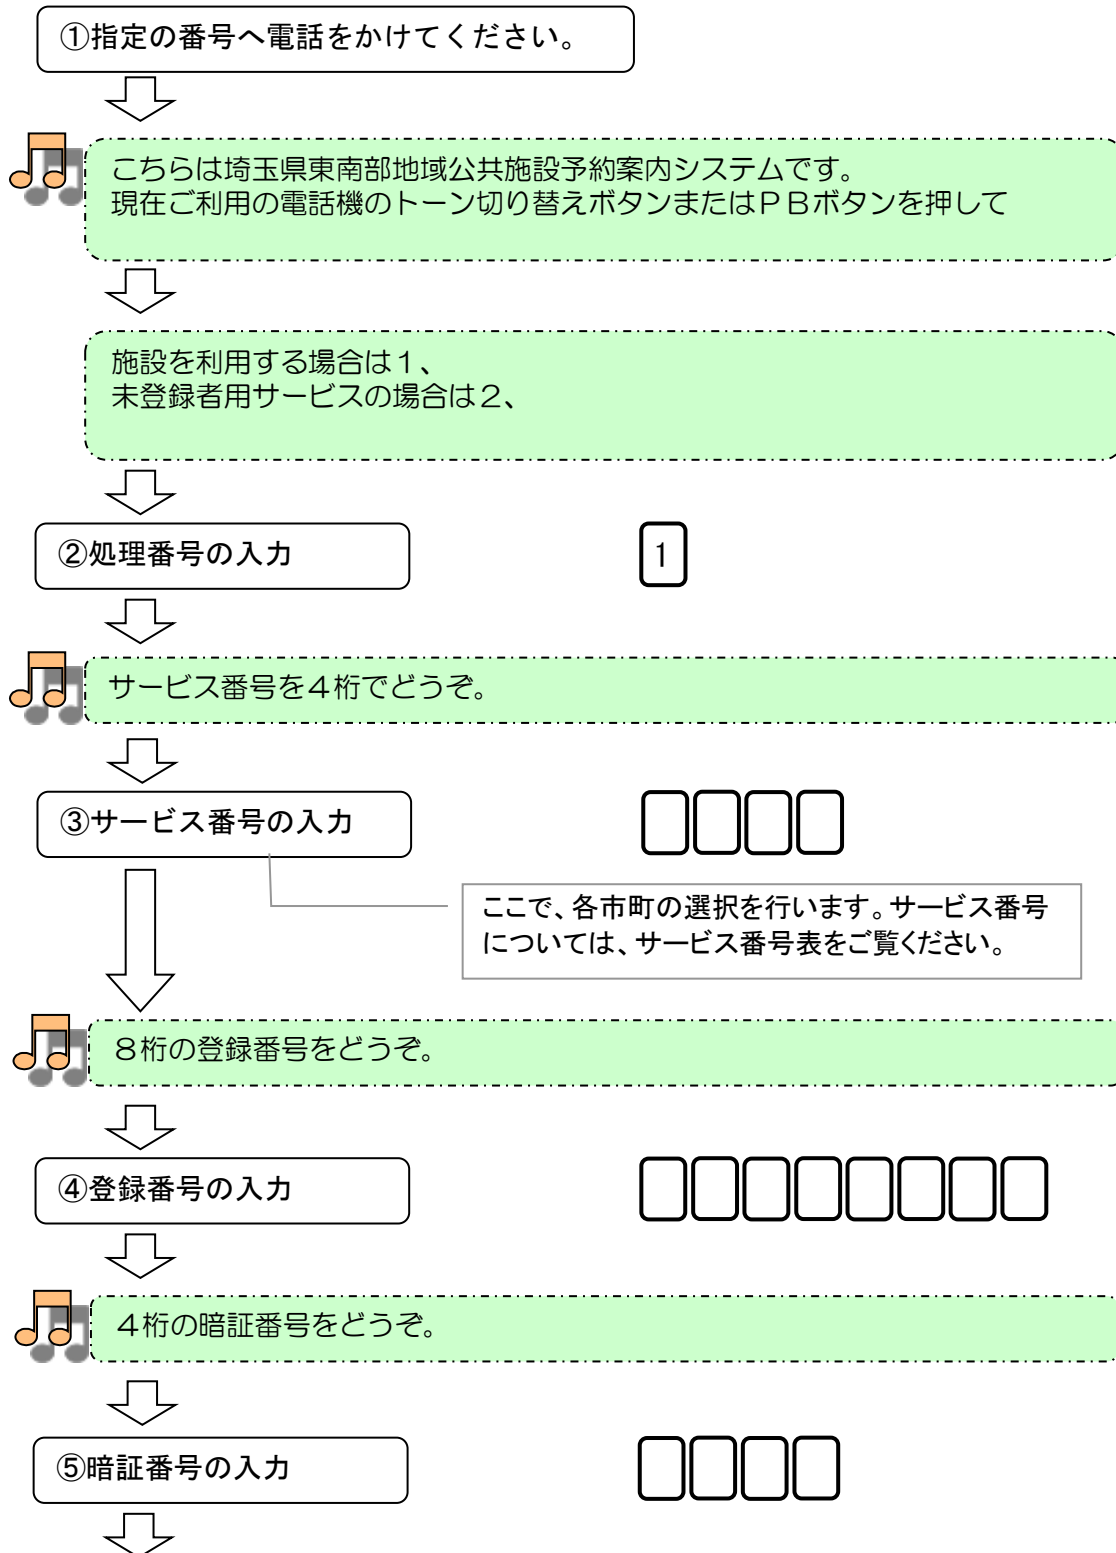 ①指定の番号へ電話をかけてください。
こちらは埼玉県東南部地域公共施設予約案内システムです。
現在ご利用の電話機のトーン切り替えボタンまたはＰＢボタンを押して
施設を利用する場合は１、
未登録者用サービスの場合は２、
②処理番号の入力
1
サービス番号を４桁でどうぞ。
③サービス番号の入力
ここで、各市町の選択を行います。サービス番号
については、サービス番号表をご覧ください。
８桁の登録番号をどうぞ。
④登録番号の入力
４桁の暗証番号をどうぞ。
⑤暗証番号の入力